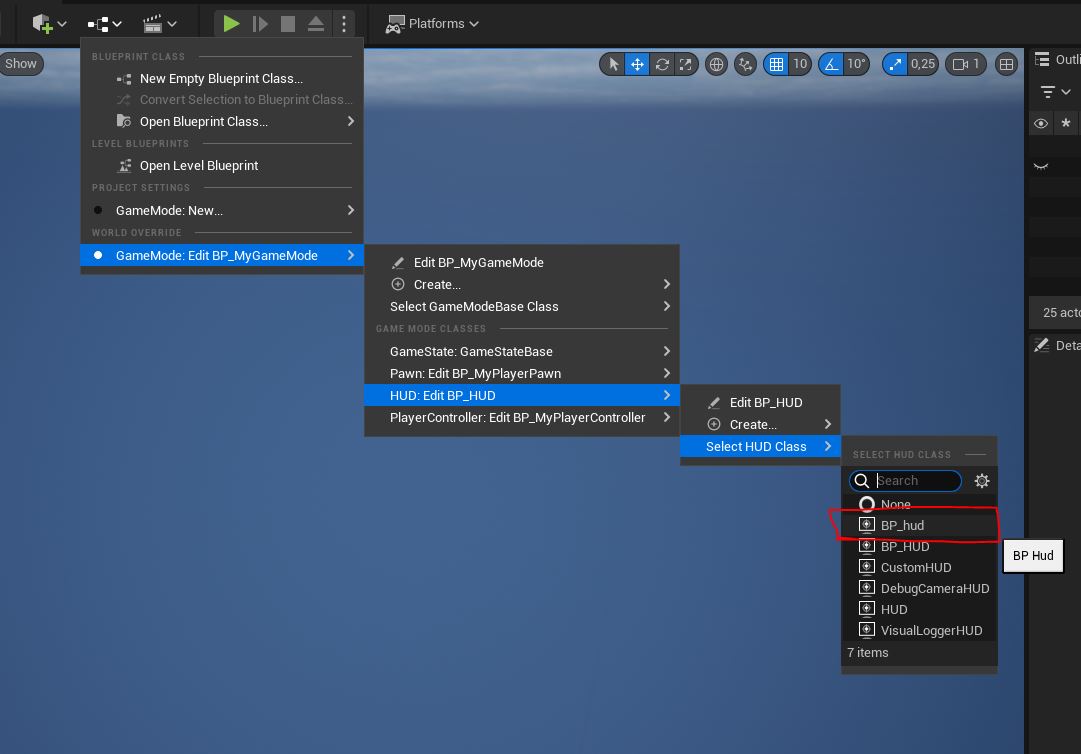 Platforms
Show
10
10°
0,25
1
Outli
BLUEPRINT CLASS
New Empty Blueprint Class...
Convert Selection to Blueprint Class...
Open Blueprint Class...
LEVEL BLUEPRINTS
Open Level Blueprint
PROJECT SETTINGS
GameMode: New...
WORLD OVERRIDE
GameMode: Edit BP_MyGameMode
Edit BP_MyGameMode
Create...
Select GameModeBase Class
GAME MODE CLASSES
GameState: GameStateBase
Pawn: Edit BP_MyPlayerPawn
HUD: Edit BP_HUD
PlayerController: Edit BP_MyPlayerController
Edit BP_HUD
Create...
Select HUD Class
SELECT HUD CLASS
Search
None
BP_hud
BP_HUD
CustomHUD
DebugCameraHUD
HUD
VisualLoggerHUD
7 items
BP Hud
25 acto
Deta